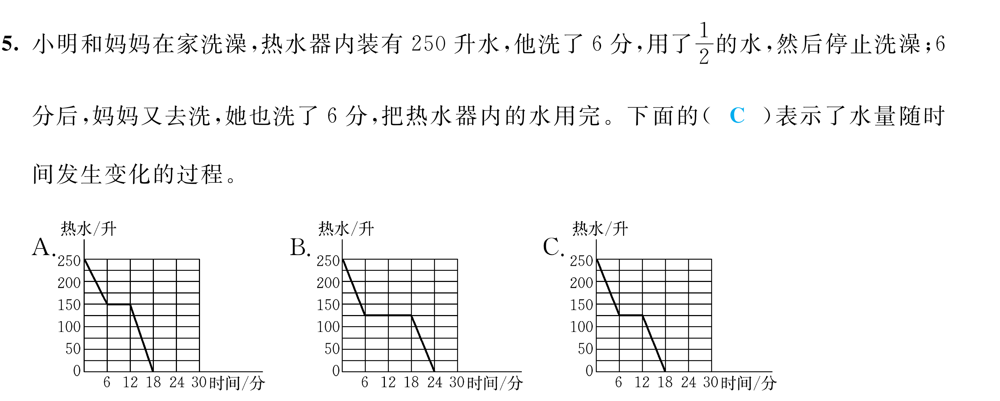 5. 小明和妈妈在家洗澡,热水器内装有 250 升水,他洗了 6 分,用了1/2的水,然后停止洗澡;6
分后,妈妈又去洗,她也洗了 6 分,把热水器内的水用完。下面的( C )表示了水量随时
间发生变化的过程。
A.
热水/升
250
200
150
100
50
0
6 12 18 24 30 时间/分
B.
热水/升
250
200
150
100
50
0
6 12 18 24 30 时间/分
C.
热水/升
250
200
150
100
50
0
6 12 18 24 30 时间/分